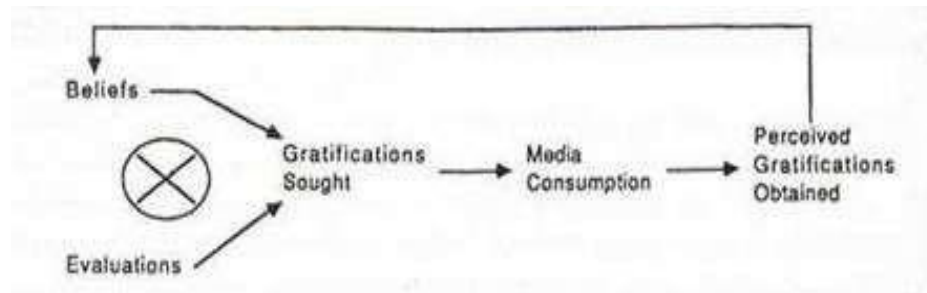 Beliefs
Gratifications
Sought
Media
Consumption
Perceived
Gratifications
Obtained
Evaluations